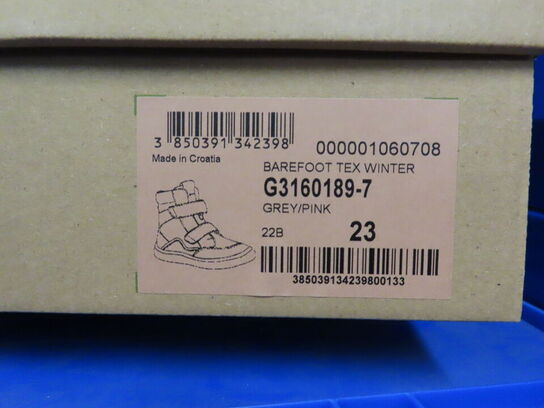 3 850391 342398
Made in Croatia
000001060708
BAREFOOT TEX WINTER
G3160189-7
GREY/PINK
22B 23
385039134239800133